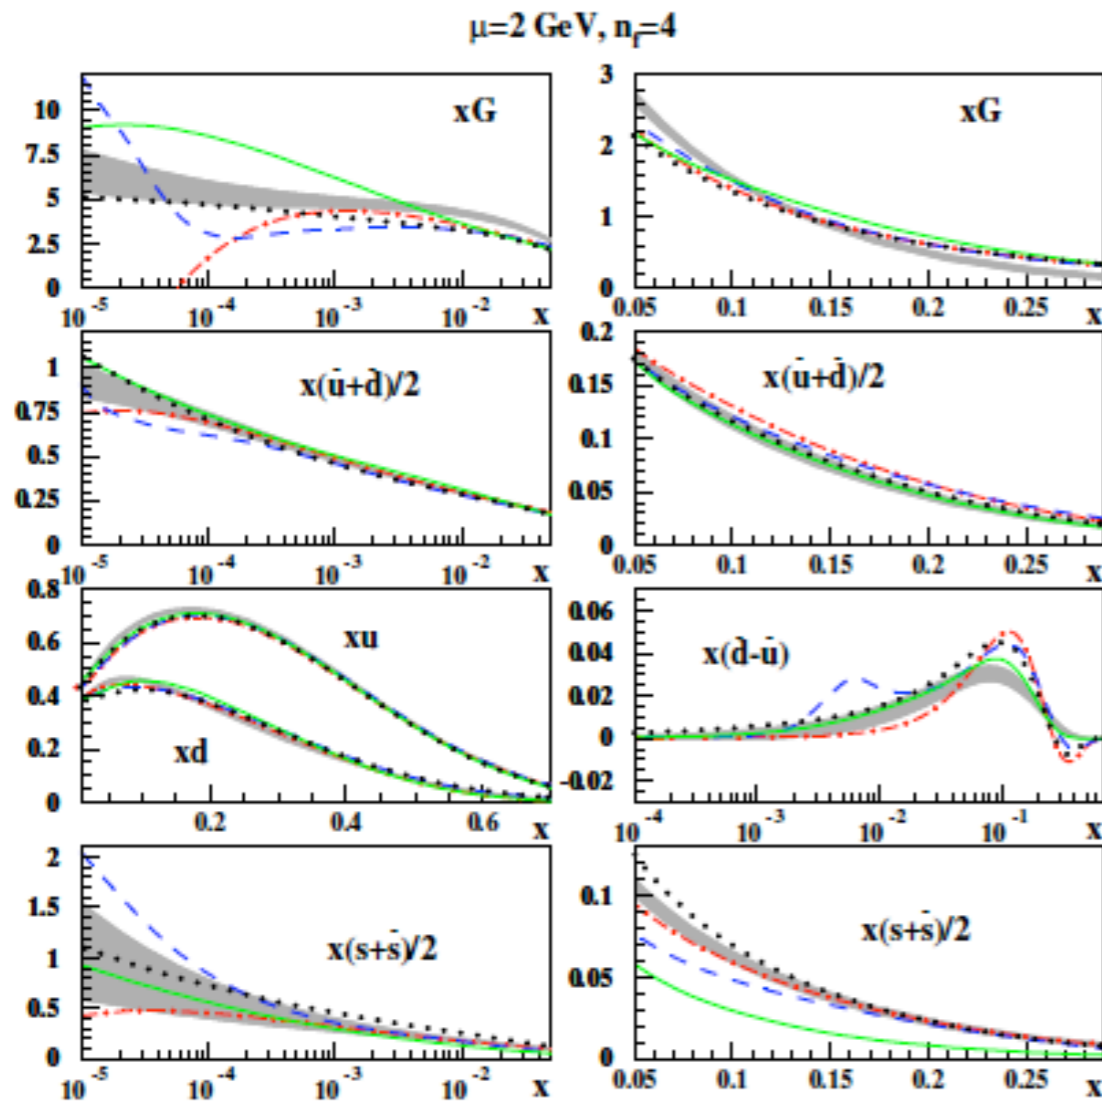 μ=2 GeV, n_f=4
10
7.5
5
2.5
0
xG
10^-5 10^-4 10^-3 10^-2 x
3
2
1
0
xG
0.05 0.1 0.15 0.2 0.25 x
1
0.75
0.5
0.25
0
x(ū+d̄)/2
10^-5 10^-4 10^-3 10^-2 x
0.2
0.15
0.1
0.05
0
x(ū+d̄)/2
0.05 0.1 0.15 0.2 0.25 x
0.8
0.6
0.4
0.2
0
xu
xd
0.2 0.4 0.6 x
0.06
0.04
0.02
0
-0.02
x(d̄-ū)
10^-4 10^-3 10^-2 10^-1 x
2
1.5
1
0.5
0
x(s+s̄)/2
10^-5 10^-4 10^-3 10^-2 x
0.1
0.05
0
x(s+s̄)/2
0.05 0.1 0.15 0.2 0.25 x